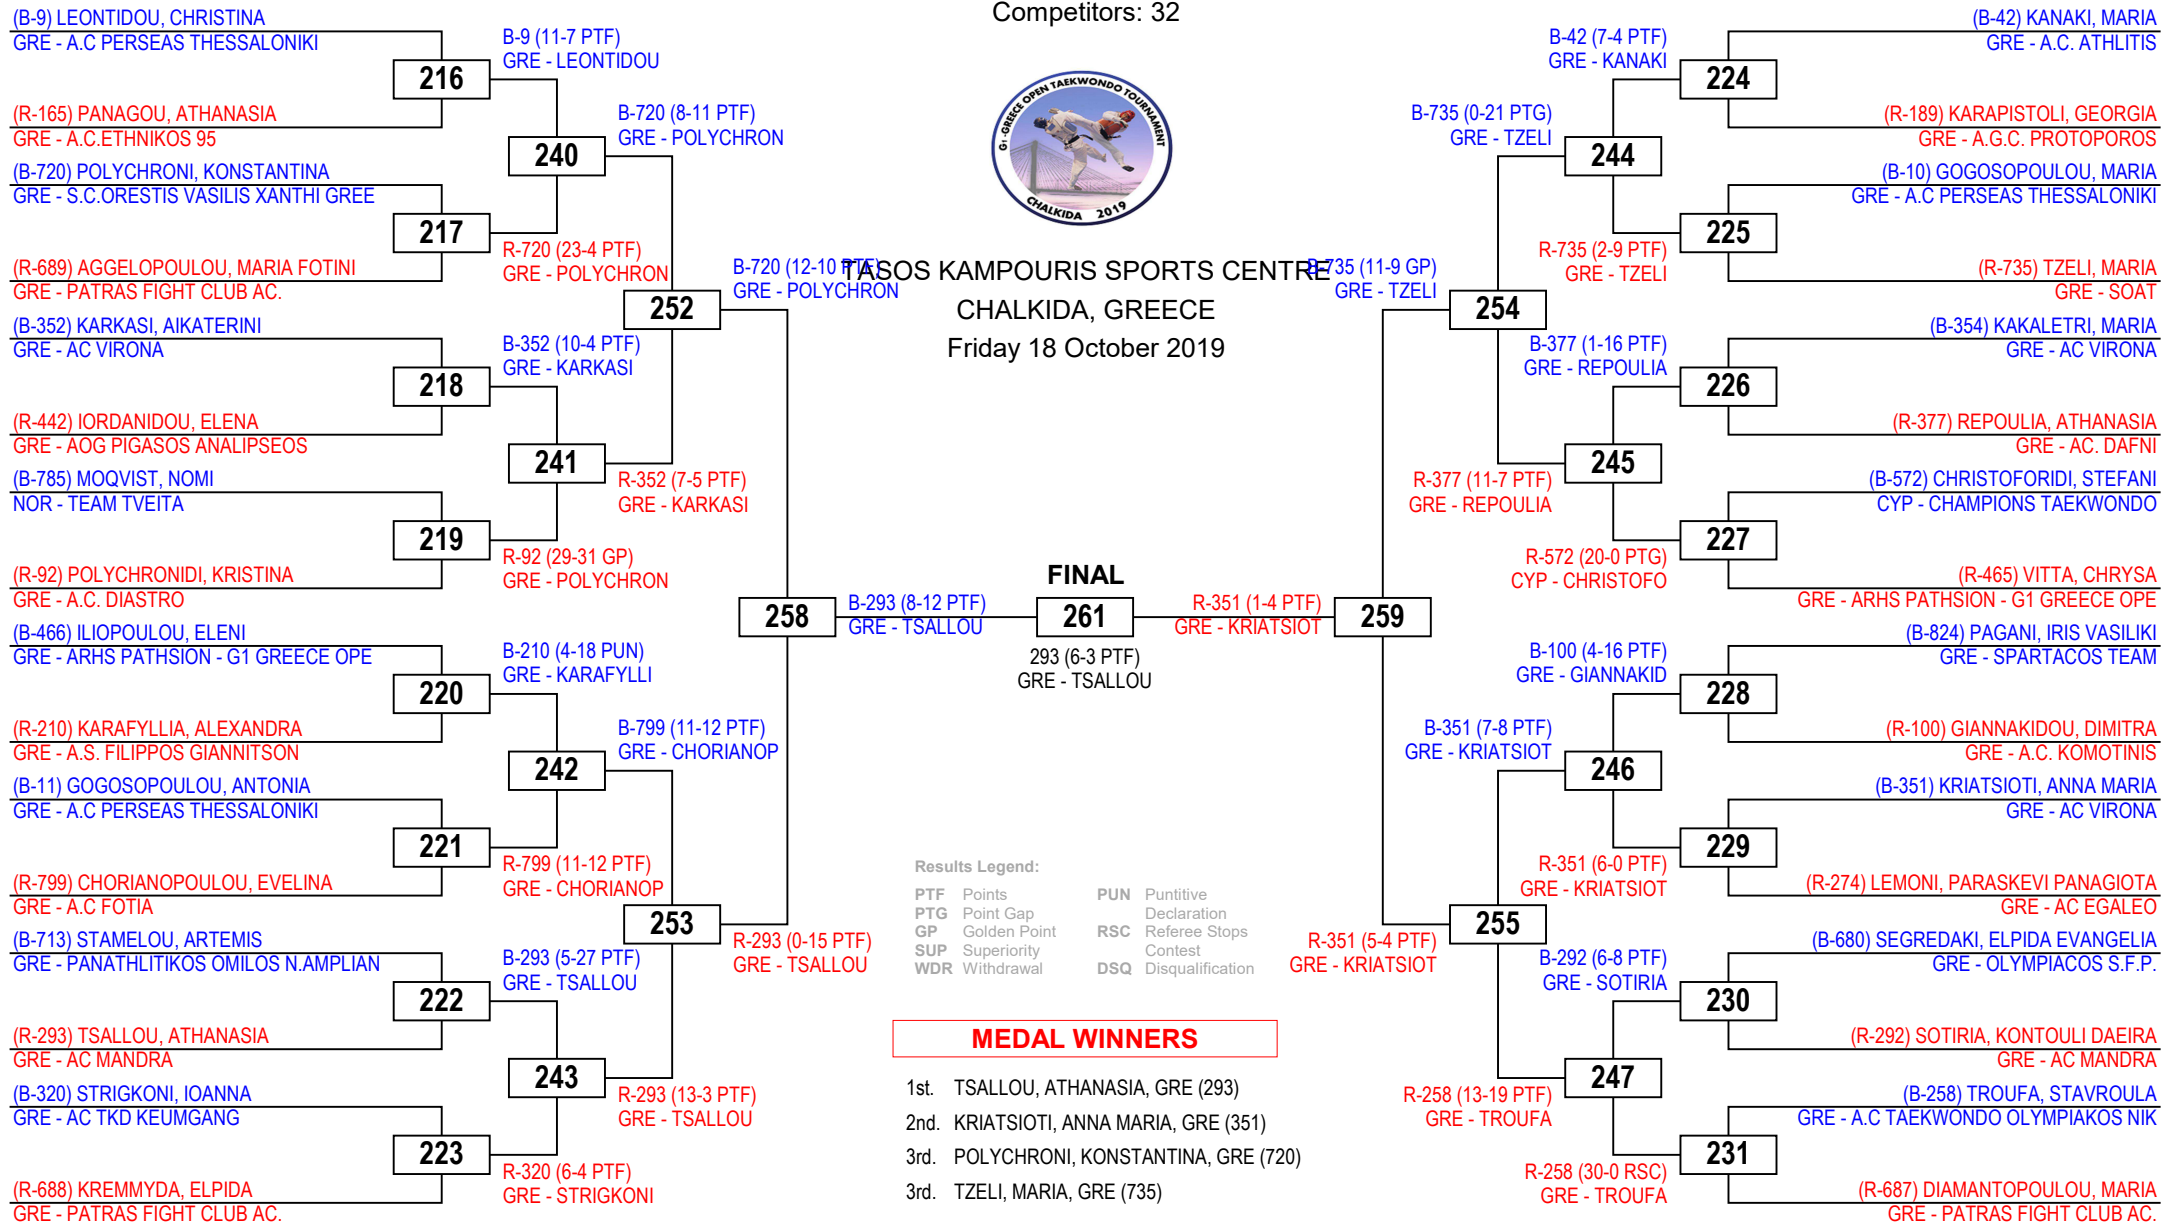 Competitors: 32
G1 -GREECE OPEN TAEKWONDO TOURNAMENT
CHALKIDA 2019
TASOS KAMPOURIS SPORTS CENTRE
CHALKIDA, GREECE
Friday 18 October 2019
(B-9) LEONTIDOU, CHRISTINA
GRE - A.C PERSEAS THESSALONIKI
216
(R-165) PANAGOU, ATHANASIA
GRE - A.C.ETHNIKOS 95
(B-720) POLYCHRONI, KONSTANTINA
GRE - S.C.ORESTIS VASILIS XANTHI GREE
217
(R-689) AGGELOPOULOU, MARIA FOTINI
GRE - PATRAS FIGHT CLUB AC.
(B-352) KARKASI, AIKATERINI
GRE - AC VIRONA
218
(R-442) IORDANIDOU, ELENA
GRE - AOG PIGASOS ANALIPSEOS
(B-785) MOQVIST, NOMI
NOR - TEAM TVEITA
219
(R-92) POLYCHRONIDI, KRISTINA
GRE - A.C. DIASTRO
(B-466) ILIOPOULOU, ELENI
GRE - ARHS PATHSION - G1 GREECE OPE
220
(R-210) KARAFYLLIA, ALEXANDRA
GRE - A.S. FILIPPOS GIANNITSON
(B-11) GOGOSOPOULOU, ANTONIA
GRE - A.C PERSEAS THESSALONIKI
221
(R-799) CHORIANOPOULOU, EVELINA
GRE - A.C FOTIA
(B-713) STAMELOU, ARTEMIS
GRE - PANATHLITIKOS OMILOS N.AMPLIAN
222
(R-293) TSALLOU, ATHANASIA
GRE - AC MANDRA
(B-320) STRIGKONI, IOANNA
GRE - AC TKD KEUMGANG
223
(R-688) KREMMYDA, ELPIDA
GRE - PATRAS FIGHT CLUB AC.
B-9 (11-7 PTF)
GRE - LEONTIDOU
240
R-720 (23-4 PTF)
GRE - POLYCHRON
B-352 (10-4 PTF)
GRE - KARKASI
241
R-92 (29-31 GP)
GRE - POLYCHRON
B-210 (4-18 PUN)
GRE - KARAFYLLI
242
R-799 (11-12 PTF)
GRE - CHORIANOP
B-293 (5-27 PTF)
GRE - TSALLOU
243
R-320 (6-4 PTF)
GRE - STRIGKONI
B-720 (8-11 PTF)
GRE - POLYCHRON
252
R-352 (7-5 PTF)
GRE - KARKASI
B-799 (11-12 PTF)
GRE - CHORIANOP
253
R-293 (13-3 PTF)
GRE - TSALLOU
B-720 (12-10 PTF)
GRE - POLYCHRON
258
R-293 (0-15 PTF)
GRE - TSALLOU
B-293 (8-12 PTF)
GRE - TSALLOU
FINAL
261
293 (6-3 PTF)
GRE - TSALLOU
R-351 (1-4 PTF)
GRE - KRIATSIOT
B-735 (11-9 GP)
GRE - TZELI
259
R-351 (5-4 PTF)
GRE - KRIATSIOT
B-735 (0-21 PTG)
GRE - TZELI
254
R-377 (11-7 PTF)
GRE - REPOULIA
B-351 (7-8 PTF)
GRE - KRIATSIOT
255
R-258 (13-19 PTF)
GRE - TROUFA
B-42 (7-4 PTF)
GRE - KANAKI
244
R-735 (2-9 PTF)
GRE - TZELI
B-377 (1-16 PTF)
GRE - REPOULIA
245
R-572 (20-0 PTG)
CYP - CHRISTOFO
B-100 (4-16 PTF)
GRE - GIANNAKID
246
R-351 (6-0 PTF)
GRE - KRIATSIOT
B-292 (6-8 PTF)
GRE - SOTIRIA
247
R-258 (30-0 RSC)
GRE - TROUFA
(B-42) KANAKI, MARIA
GRE - A.C. ATHLITIS
224
(R-189) KARAPISTOLI, GEORGIA
GRE - A.G.C. PROTOPOROS
(B-10) GOGOSOPOULOU, MARIA
GRE - A.C PERSEAS THESSALONIKI
225
(R-735) TZELI, MARIA
GRE - SOAT
(B-354) KAKALETRI, MARIA
GRE - AC VIRONA
226
(R-377) REPOULIA, ATHANASIA
GRE - AC. DAFNI
(B-572) CHRISTOFORIDI, STEFANI
CYP - CHAMPIONS TAEKWONDO
227
(R-465) VITTA, CHRYSA
GRE - ARHS PATHSION - G1 GREECE OPE
(B-824) PAGANI, IRIS VASILIKI
GRE - SPARTACOS TEAM
228
(R-100) GIANNAKIDOU, DIMITRA
GRE - A.C. KOMOTINIS
(B-351) KRIATSIOTI, ANNA MARIA
GRE - AC VIRONA
229
(R-274) LEMONI, PARASKEVI PANAGIOTA
GRE - AC EGALEO
(B-680) SEGREDAKI, ELPIDA EVANGELIA
GRE - OLYMPIACOS S.F.P.
230
(R-292) SOTIRIA, KONTOULI DAEIRA
GRE - AC MANDRA
(B-258) TROUFA, STAVROULA
GRE - A.C TAEKWONDO OLYMPIAKOS NIK
231
(R-687) DIAMANTOPOULOU, MARIA
GRE - PATRAS FIGHT CLUB AC.
Results Legend:
PTF Points PUN Puntitive
PTG Point Gap Declaration
GP Golden Point RSC Referee Stops
SUP Superiority Contest
WDR Withdrawal DSQ Disqualification
MEDAL WINNERS
1st. TSALLOU, ATHANASIA, GRE (293)
2nd. KRIATSIOTI, ANNA MARIA, GRE (351)
3rd. POLYCHRONI, KONSTANTINA, GRE (720)
3rd. TZELI, MARIA, GRE (735)